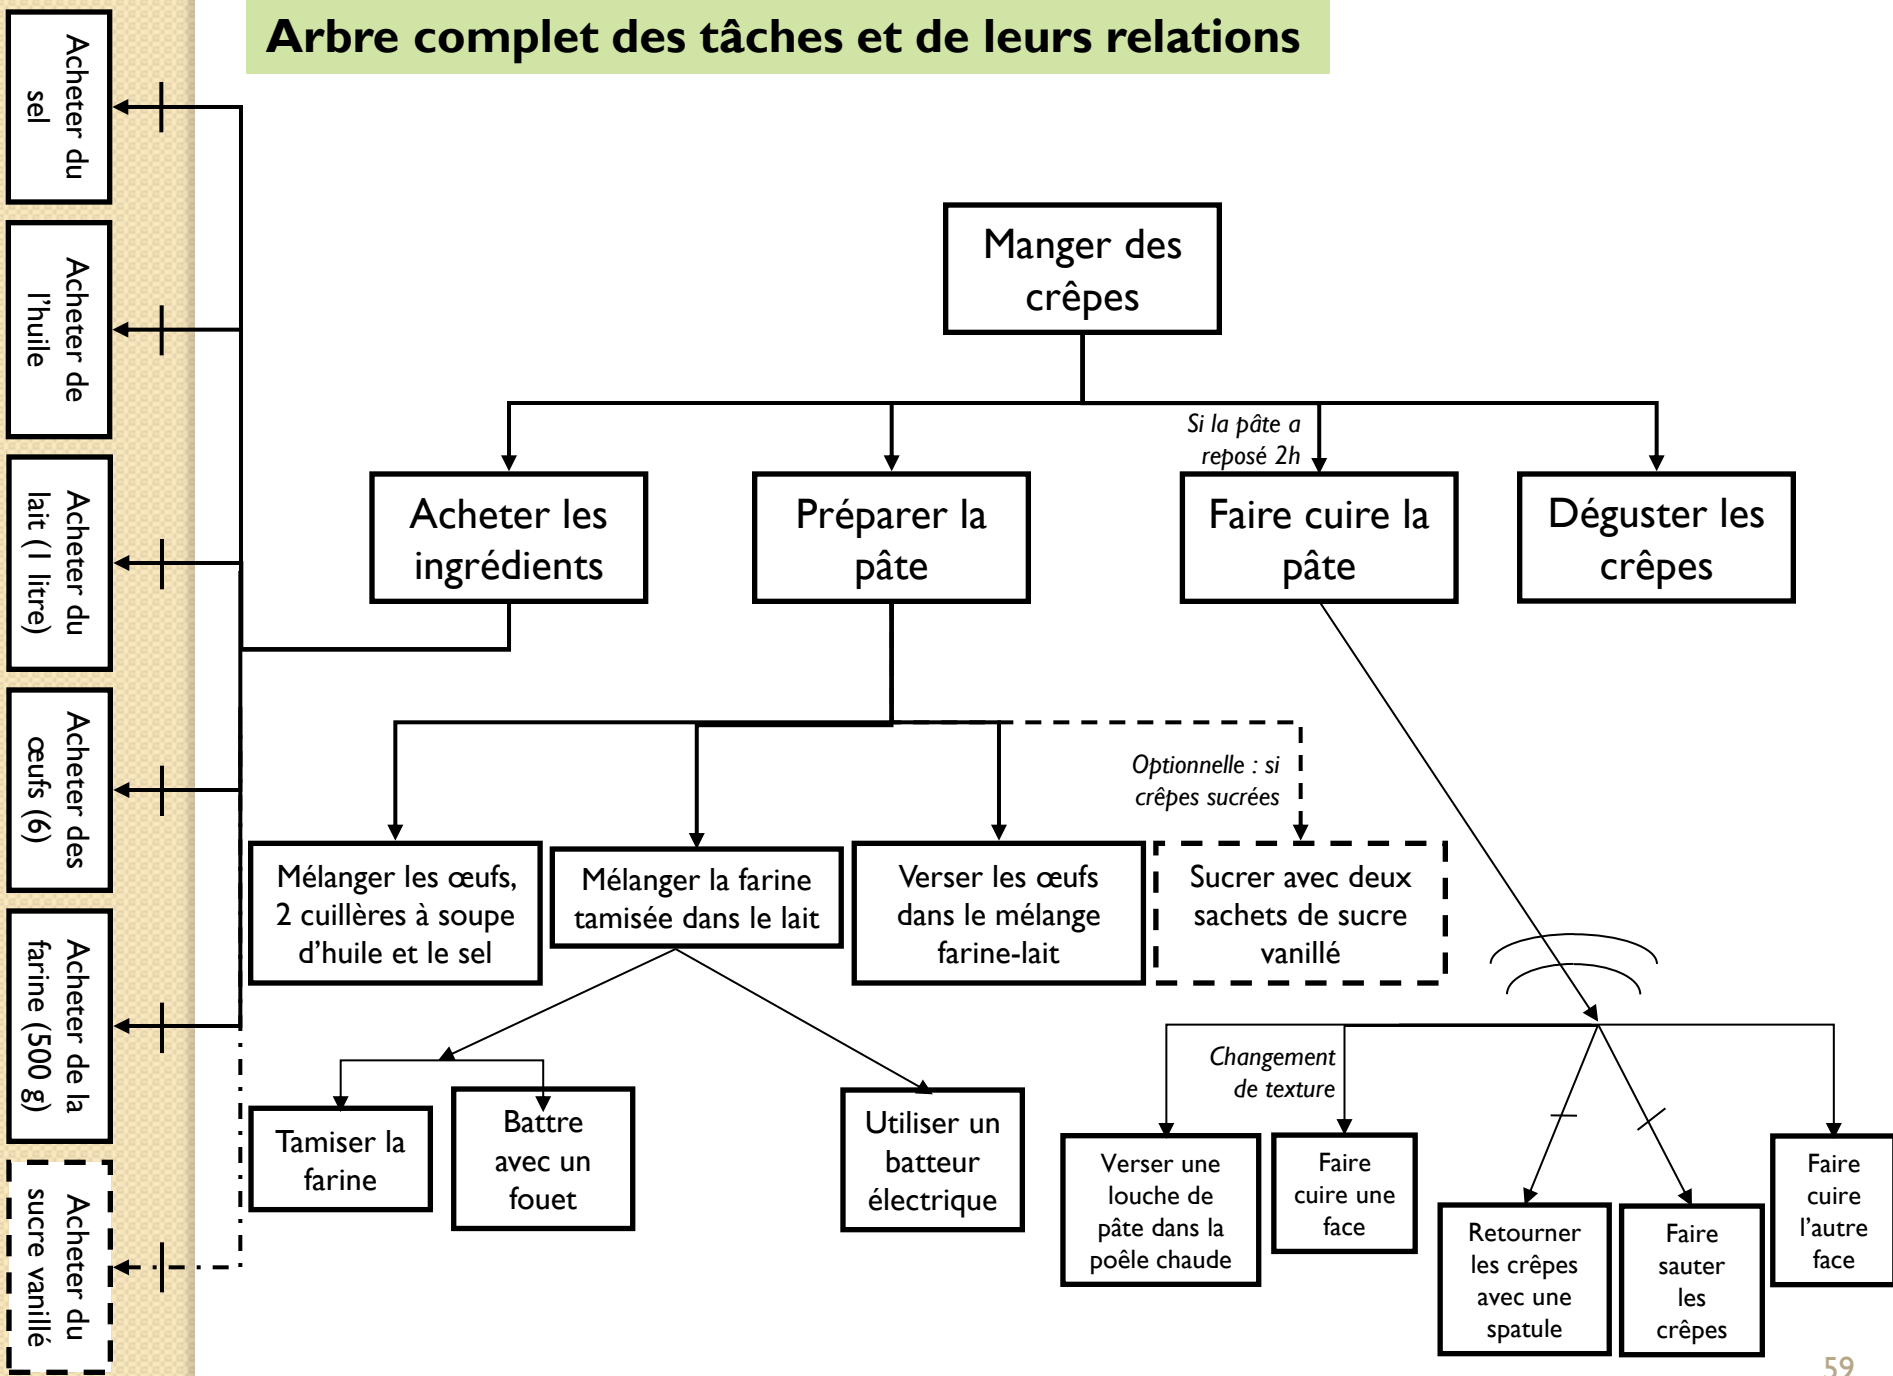 Arbre complet des tâches et de leurs relations
Acheter du
sel
Acheter de
l'huile
Acheter du
lait (1 litre)
Acheter des
œufs (6)
Acheter de la
farine (500 g)
Acheter du
sucre vanillé
Manger des
crêpes
Si la pâte a
reposé 2h
Acheter les
ingrédients
Préparer la
pâte
Faire cuire la
pâte
Déguster les
crêpes
Optionnelle : si
crêpes sucrées
Mélanger les œufs,
2 cuillères à soupe
d'huile et le sel
Mélanger la farine
tamisée dans le lait
Verser les œufs
dans le mélange
farine-lait
Sucrer avec deux
sachets de sucre
vanillé
Changement
de texture
Tamiser la
farine
Battre
avec un
fouet
Utiliser un
batteur
électrique
Verser une
louche de
pâte dans la
poêle chaude
Faire
cuire une
face
Retourner
les crêpes
avec une
spatule
Faire
sauter
les
crêpes
Faire
cuire
l'autre
face
59